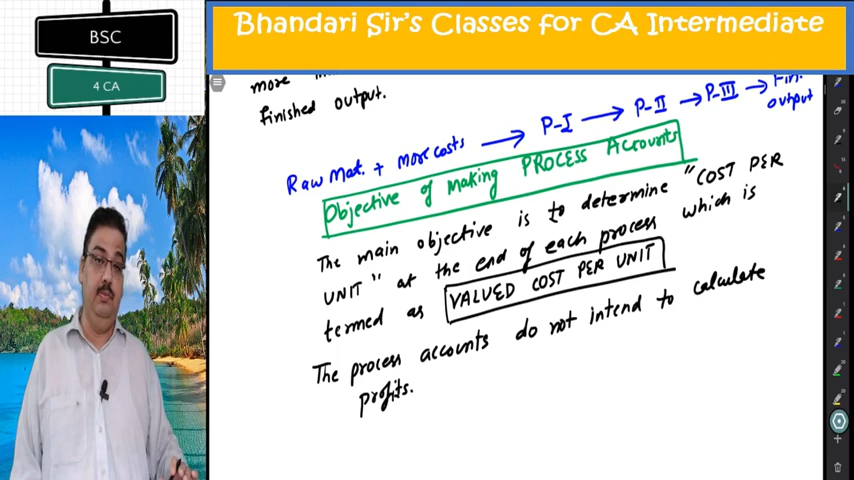 BSC
4 CA
Bhandari Sir's Classes for CA Intermediate
more
finished output.
Raw Mat. + More costs → P-I → P-II → P-III → Fin. output
Objective of Making PROCESS Accounts
The main objective is to determine "COST PER
UNIT" at the end of each process which is
termed as VALUED COST PER UNIT
The process accounts do not intend to calculate
profits.